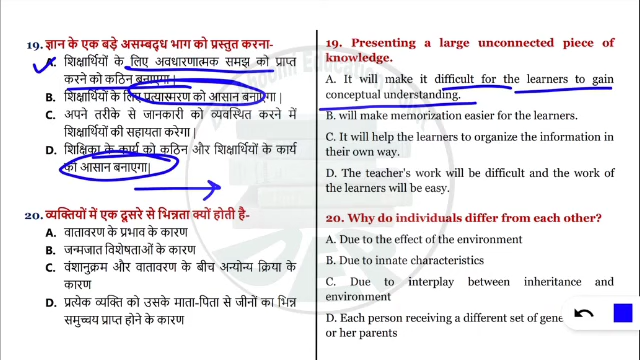 19. ज्ञान के एक बड़े असम्बद्ध भाग को प्रस्तुत करना-
A. शिक्षार्थियों के लिए अवधारणात्मक समझ को प्राप्त
करने को कठिन बनाएगा|
B. शिक्षार्थियों के लिए प्रत्यास्मरण को आसान बनाएगा|
C. अपने तरीके से जानकारी को व्यवस्थित करने में
शिक्षार्थियों की सहायता करेगा|
D. शिक्षिका के कार्य को कठिन और शिक्षार्थियों के कार्य
को आसान बनाएगा|
20. व्यक्तियों में एक दूसरे से भिन्नता क्यों होती है-
A. वातावरण के प्रभाव के कारण
B. जन्मजात विशेषताओं के कारण
C. वंशानुक्रम और वातावरण के बीच अन्योन्य क्रिया के
कारण
D. प्रत्येक व्यक्ति को उसके माता-पिता से जीनों का भिन्न
समुच्चय प्राप्त होने के कारण
19. Presenting a large unconnected piece of
knowledge.
A. It will make it difficult for the learners to gain
conceptual understanding.
B. will make memorization easier for the learners.
C. It will help the learners to organize the information in
their own way.
D. The teacher's work will be difficult and the work of
the learners will be easy.
20. Why do individuals differ from each other?
A. Due to the effect of the environment
B. Due to innate characteristics
C. Due to interplay between inheritance and
environment
D. Each person receiving a different set of gene
or her parents